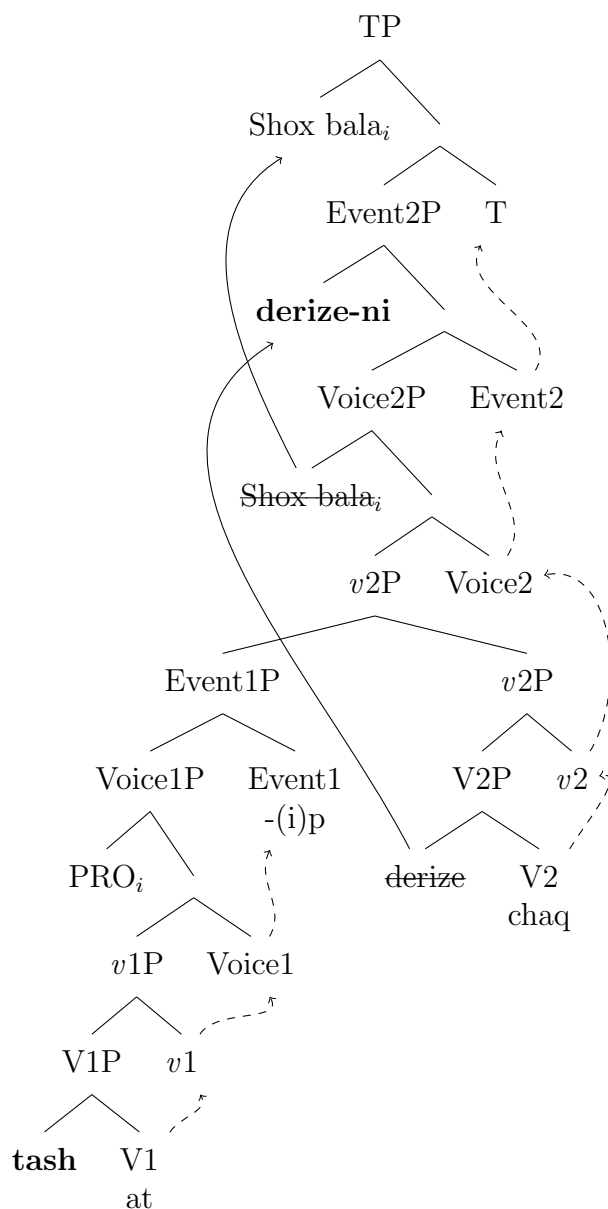 TP
Shox bala_i
Event2P T
derize-ni
Voice2P Event2
Shox bala_i
v2P Voice2
Event1P v2P
Voice1P Event1 V2P v2
-(i)p
PRO_i derize V2
chaq
v1P Voice1
V1P v1
tash V1
at